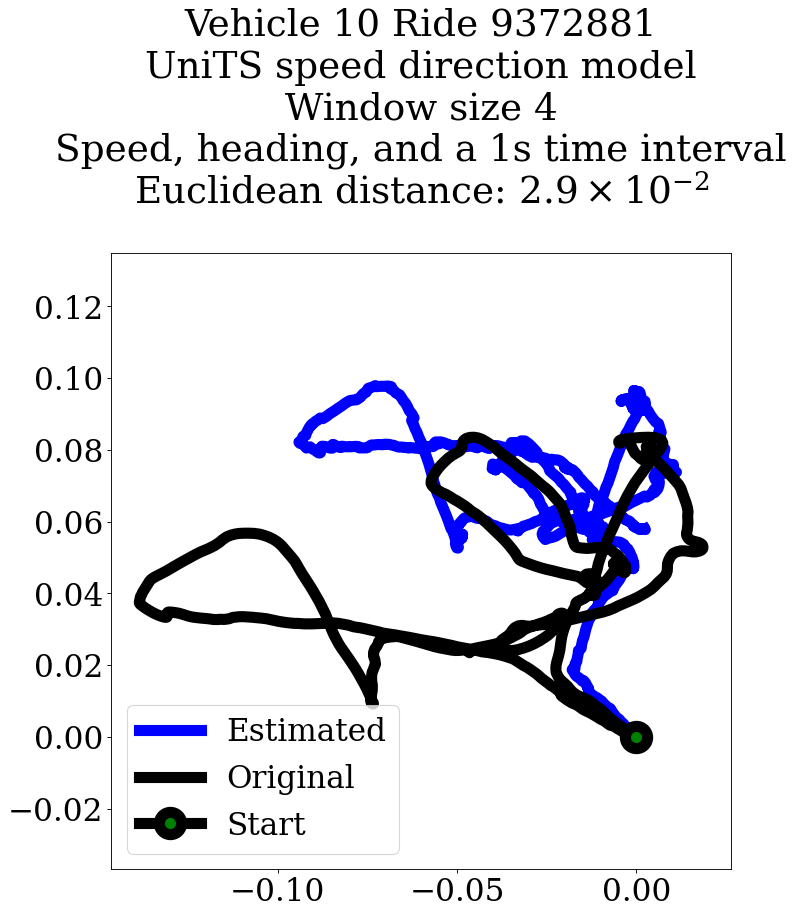 Vehicle 10 Ride 9372881
UniTS speed direction model
Window size 4
Speed, heading, and a 1s time interval
Euclidean distance: 2.9 × 10⁻²
0.12
0.10
0.08
0.06
0.04
0.02
0.00
−0.02
Estimated
Original
Start
−0.10 −0.05 0.00